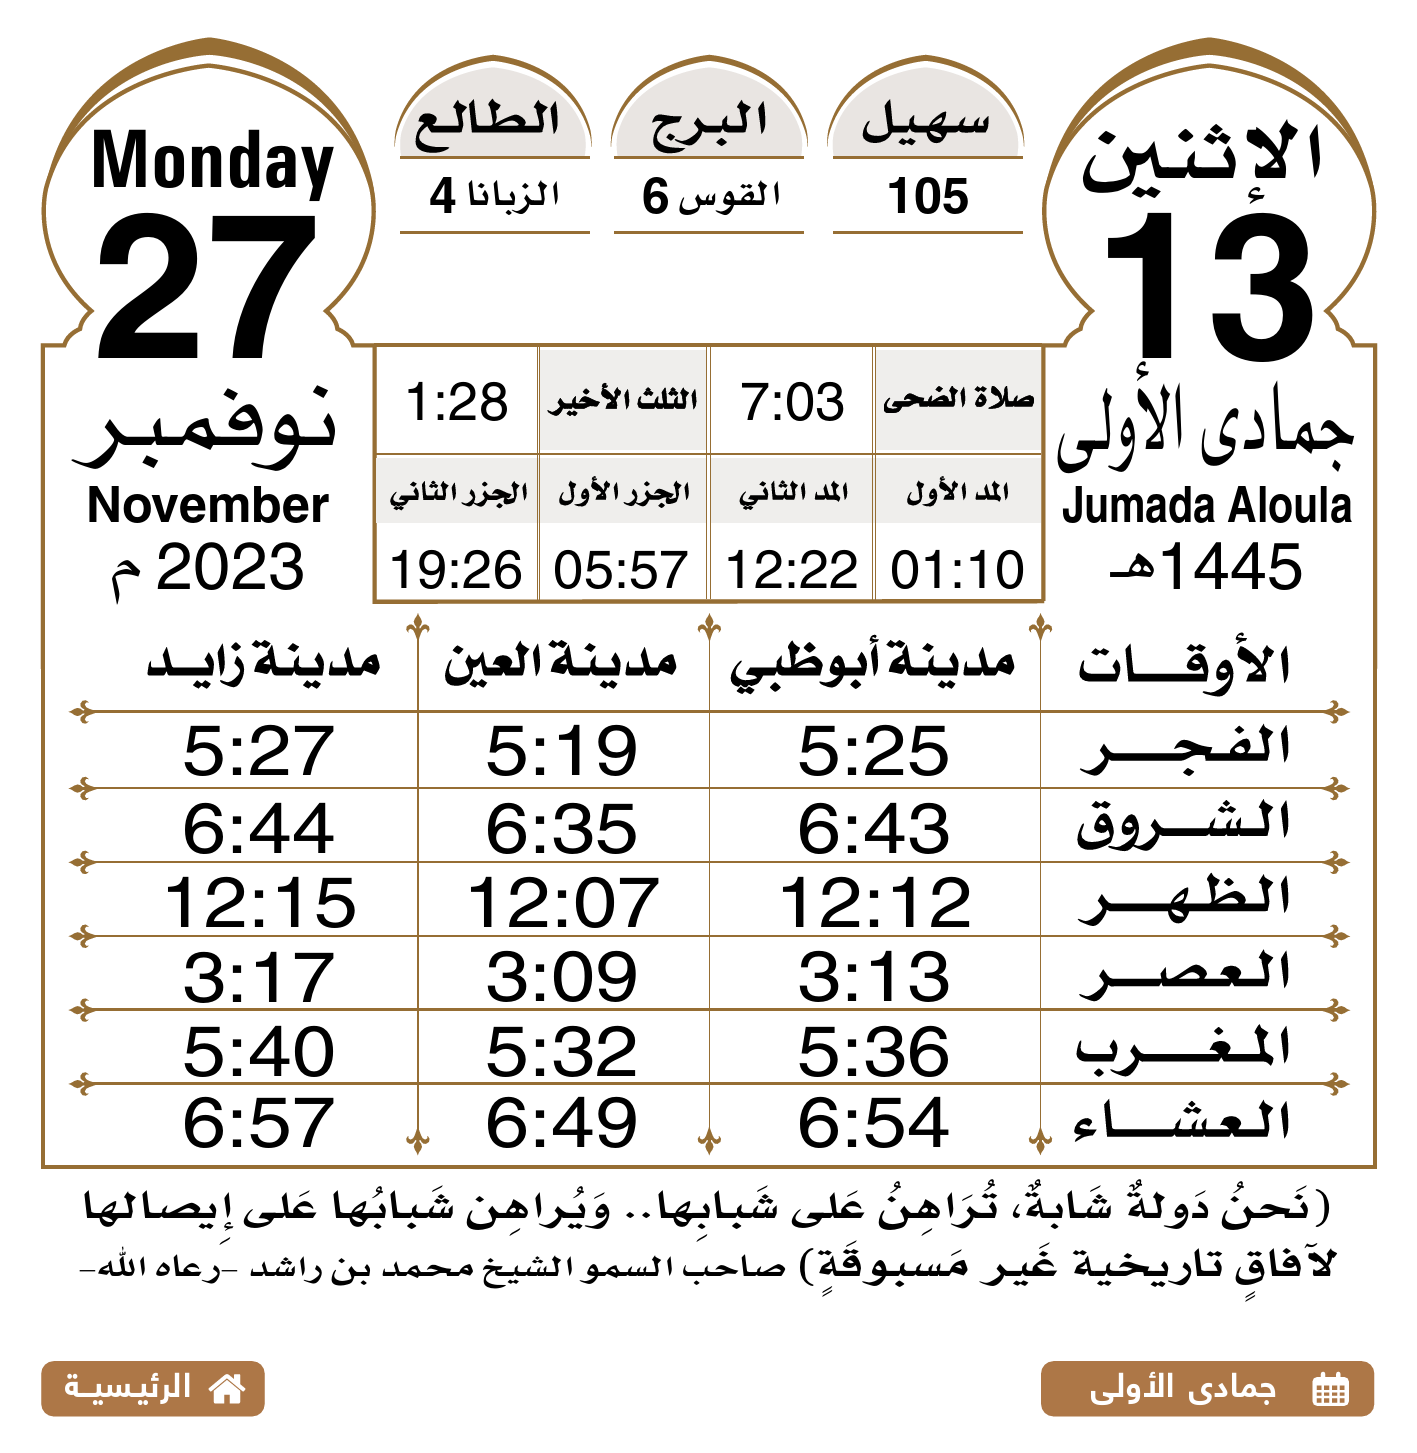 الإثنين
13
جمادى الأولى
Jumada Aloula
1445هـ
سهيل
105
البرج
القوس 6
الطالع
الزبانا 4
Monday
27
نوفمبر
November
2023 م
صلاة الضحى 7:03 الثلث الأخير 1:28
المد الأول المد الثاني الجزر الأول الجزر الثاني
01:10 12:22 05:57 19:26
الأوقـــات مدينة أبوظبي مدينة العين مدينة زايـد
الفجـــر 5:25 5:19 5:27
الشـــروق 6:43 6:35 6:44
الظهـــر 12:12 12:07 12:15
العصـــر 3:13 3:09 3:17
المغـــرب 5:36 5:32 5:40
العشـــاء 6:54 6:49 6:57
(نَحنُ دَولةٌ شَابةٌ، تُرَاهِنُ عَلى شَبابِها.. وَيُراهِن شَبابُها عَلى إِيصالها
لآفاقٍ تاريخية غَير مَسبوقَةٍ) صاحب السمو الشيخ محمد بن راشد -رعاه الله-
جمادى الأولى
الرئيسيـة